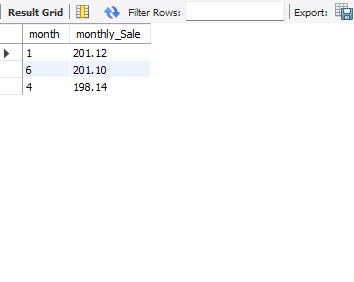 Result Grid Filter Rows: Export:
month monthly_Sale
1 201.12
6 201.10
4 198.14